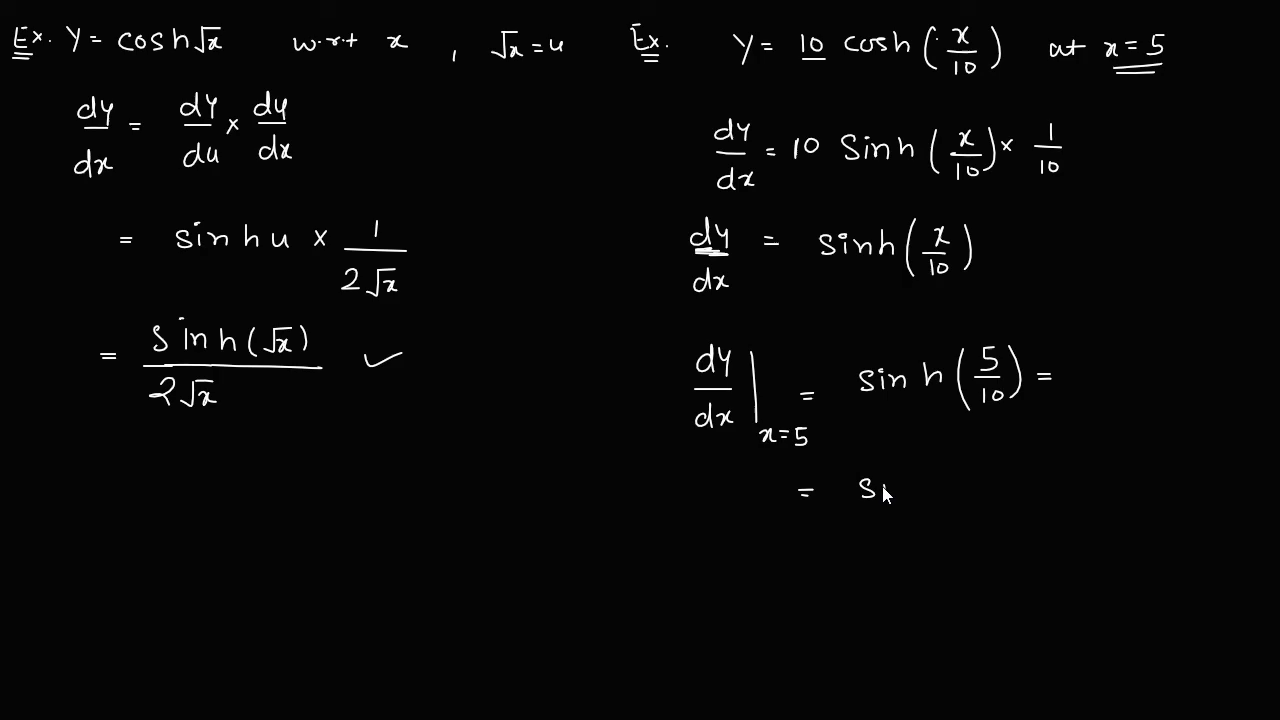 Ex. Y = cosh√x w.r.t x , √x = u
dy/dx = dy/du × dy/dx
= sinh u × 1/2√x
= sinh(√x)/2√x ✓
Ex. Y = 10 cosh(x/10) at x = 5
dy/dx = 10 Sinh(x/10) × 1/10
dy/dx = sinh(x/10)
dy/dx|x=5 = sinh(5/10) =
= s